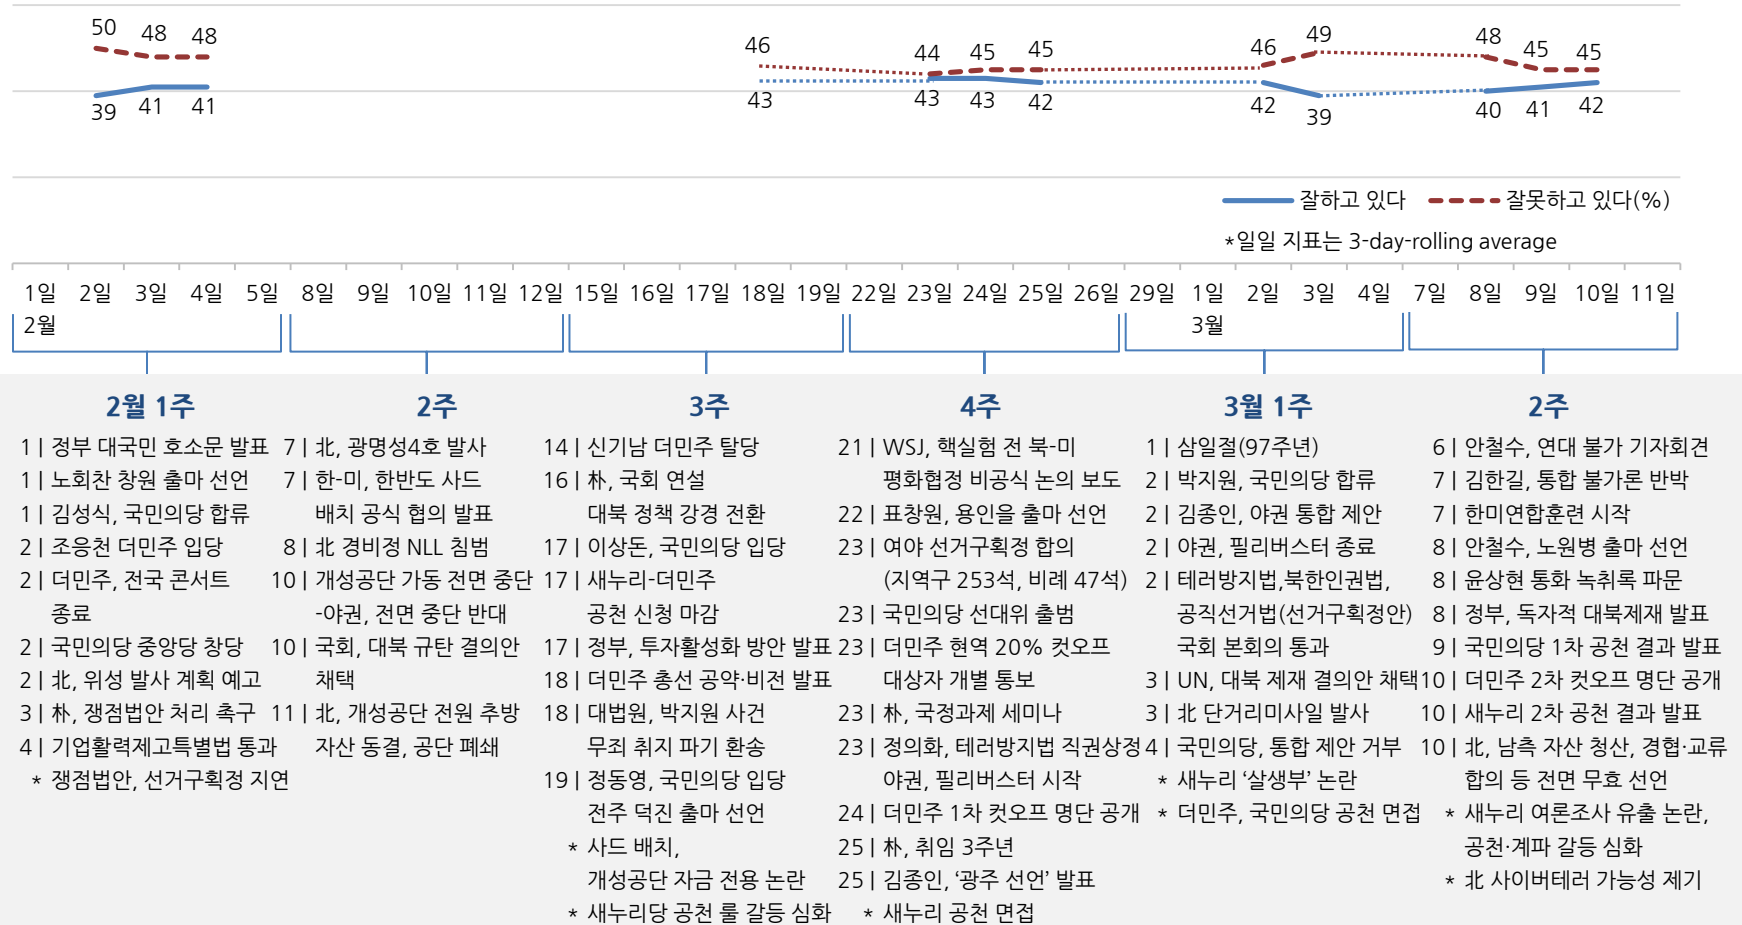 50 48 48 46 44 45 45 46 49 48 45 45
39 41 41 43 43 43 42 42 39 40 41 42
잘하고 있다 잘못하고 있다(%)
*일일 지표는 3-day-rolling average
1일 2일 3일 4일 5일 8일 9일 10일 11일 12일 15일 16일 17일 18일 19일 22일 23일 24일 25일 26일 29일 1일 2일 3일 4일 7일 8일 9일 10일 11일
2월 3월
2월 1주
1 | 정부 대국민 호소문 발표
1 | 노회찬 창원 출마 선언
1 | 김성식, 국민의당 합류
2 | 조응천 더민주 입당
2 | 더민주, 전국 콘서트
종료
2 | 국민의당 중앙당 창당
2 | 北, 위성 발사 계획 예고
3 | 朴, 쟁점법안 처리 촉구
4 | 기업활력제고특별법 통과
* 쟁점법안, 선거구획정 지연
2주
7 | 北, 광명성4호 발사
7 | 한-미, 한반도 사드
배치 공식 협의 발표
8 | 北 경비정 NLL 침범
10 | 개성공단 가동 전면 중단
-야권, 전면 중단 반대
10 | 국회, 대북 규탄 결의안
채택
11 | 北, 개성공단 전원 추방
자산 동결, 공단 폐쇄
3주
14 | 신기남 더민주 탈당
16 | 朴, 국회 연설
대북 정책 강경 전환
17 | 이상돈, 국민의당 입당
17 | 새누리-더민주
공천 신청 마감
17 | 정부, 투자활성화 방안 발표
18 | 더민주 총선 공약·비전 발표
18 | 대법원, 박지원 사건
무죄 취지 파기 환송
19 | 정동영, 국민의당 입당
전주 덕진 출마 선언
* 사드 배치,
개성공단 자금 전용 논란
* 새누리당 공천 룰 갈등 심화
4주
21 | WSJ, 핵실험 전 북-미
평화협정 비공식 논의 보도
22 | 표창원, 용인을 출마 선언
23 | 여야 선거구획정 합의
(지역구 253석, 비례 47석)
23 | 국민의당 선대위 출범
23 | 더민주 현역 20% 컷오프
대상자 개별 통보
23 | 朴, 국정과제 세미나
23 | 정의화, 테러방지법 직권상정
야권, 필리버스터 시작
24 | 더민주 1차 컷오프 명단 공개
25 | 朴, 취임 3주년
25 | 김종인, ‘광주 선언’ 발표
* 새누리 공천 면접
3월 1주
1 | 삼일절(97주년)
2 | 박지원, 국민의당 합류
2 | 김종인, 야권 통합 제안
2 | 야권, 필리버스터 종료
2 | 테러방지법,북한인권법,
공직선거법(선거구획정안)
국회 본회의 통과
3 | UN, 대북 제재 결의안 채택
3 | 北 단거리미사일 발사
4 | 국민의당, 통합 제안 거부
* 새누리 ‘살생부’ 논란
* 더민주, 국민의당 공천 면접
2주
6 | 안철수, 연대 불가 기자회견
7 | 김한길, 통합 불가론 반박
7 | 한미연합훈련 시작
8 | 안철수, 노원병 출마 선언
8 | 윤상현 통화 녹취록 파문
8 | 정부, 독자적 대북제재 발표
9 | 국민의당 1차 공천 결과 발표
10 | 더민주 2차 컷오프 명단 공개
10 | 새누리 2차 공천 결과 발표
10 | 北, 남측 자산 청산, 경협·교류
합의 등 전면 무효 선언
* 새누리 여론조사 유출 논란,
공천·계파 갈등 심화
* 北 사이버테러 가능성 제기